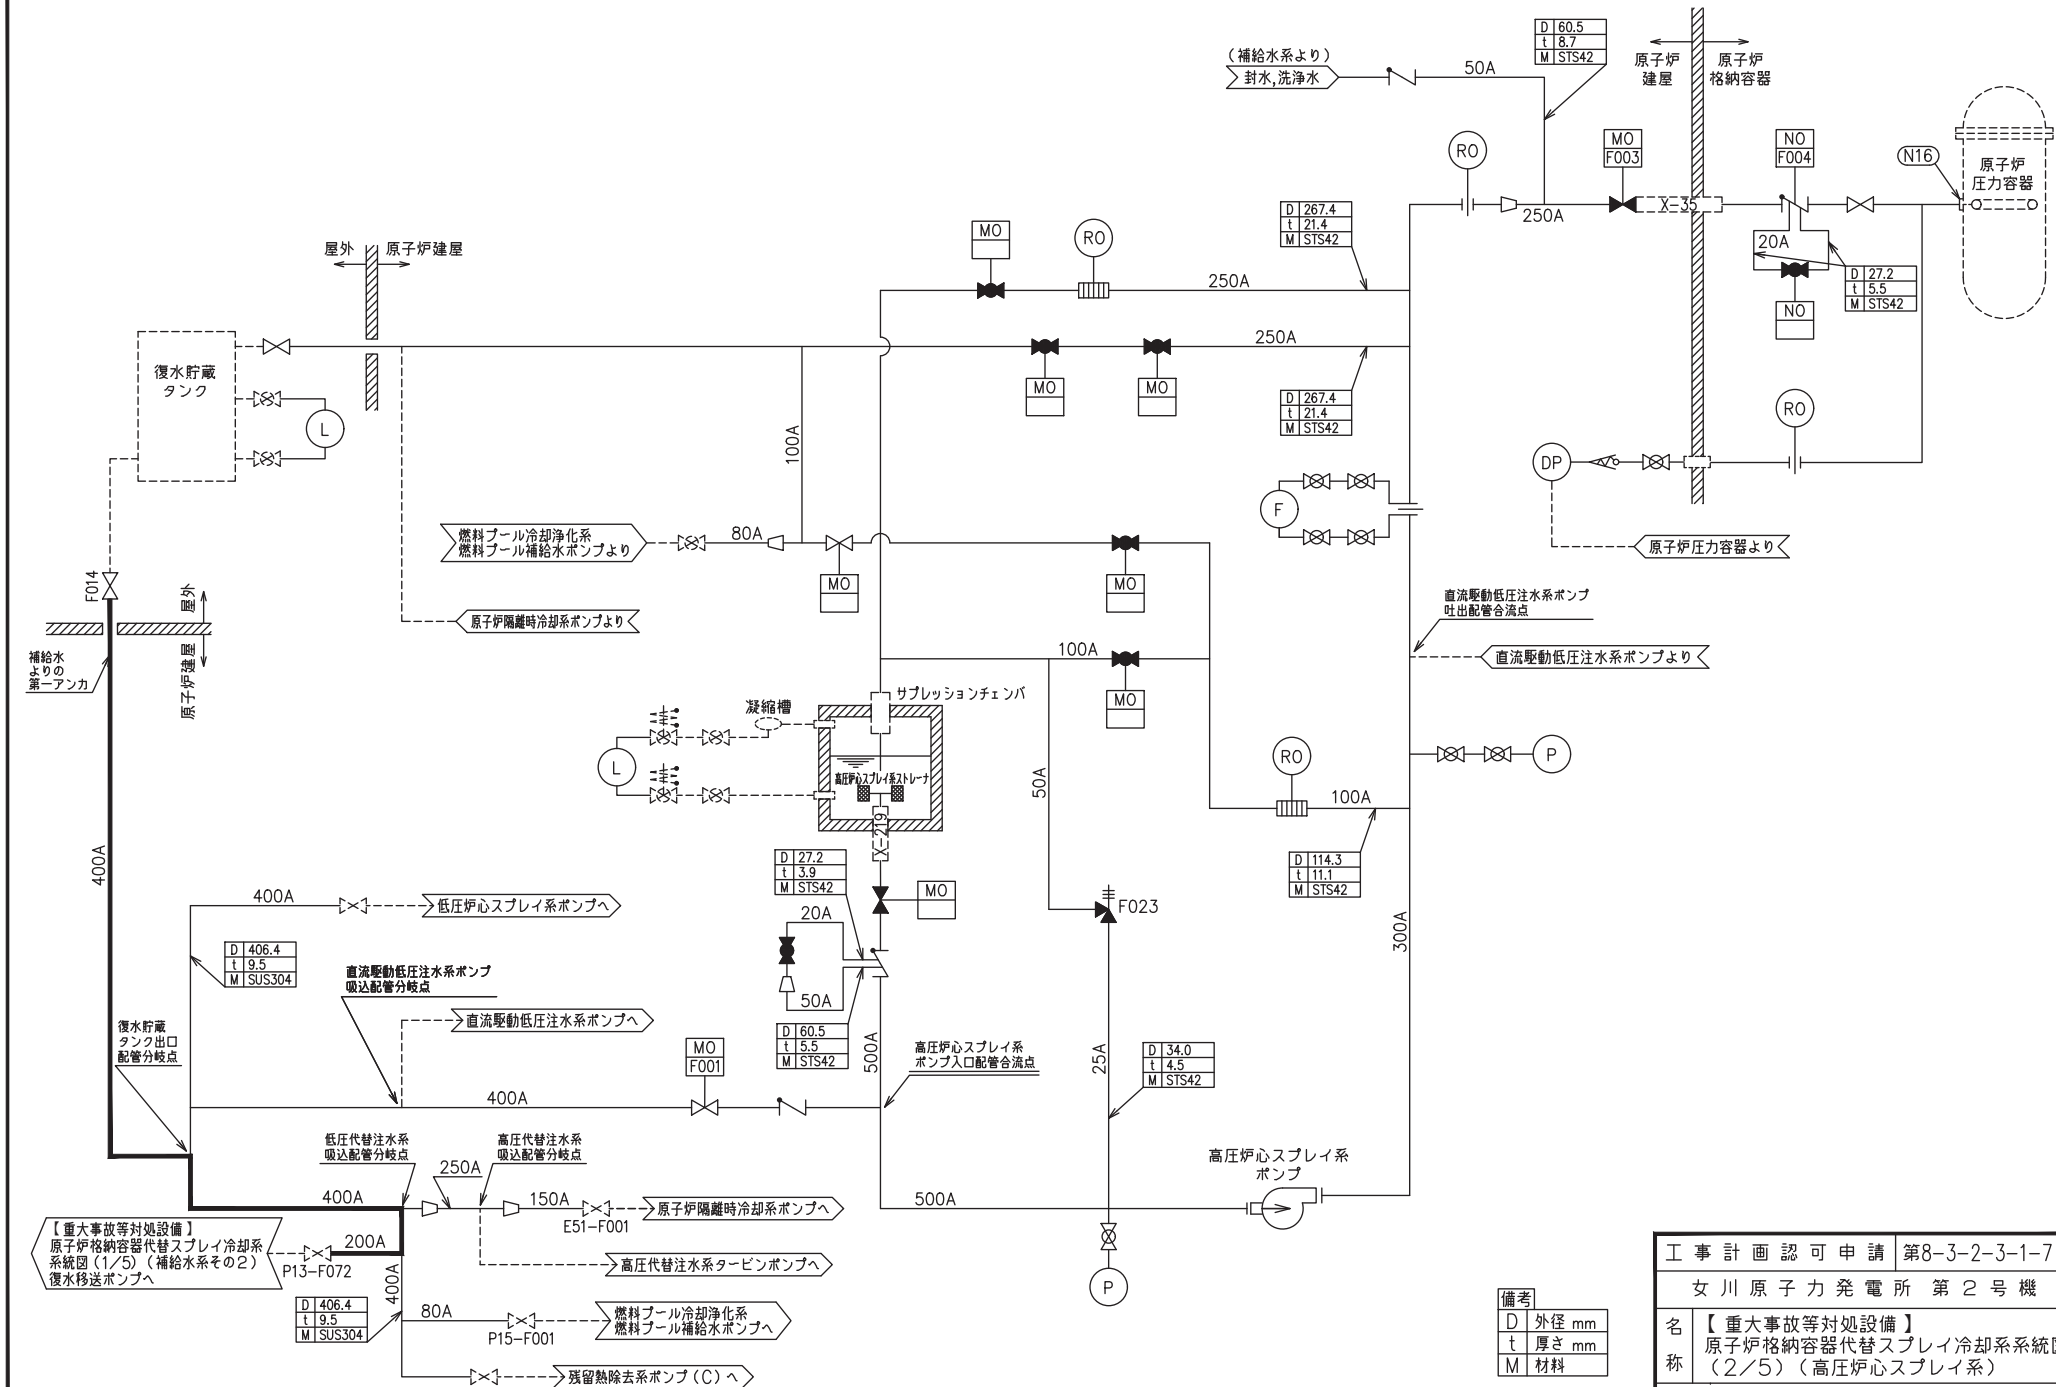 D 60.5
t 8.7
M STS42
(補給水系より)
封水,洗浄水
50A
原子炉
建屋
原子炉
格納容器
RO
MO
F003
NO
F004
N16
原子炉
圧力容器
X-35
250A
20A
D 27.2
t 5.5
M STS42
NO
D 267.4
t 21.4
M STS42
MO
RO
250A
屋外
原子炉建屋
250A
MO
MO
D 267.4
t 21.4
M STS42
復水貯蔵
タンク
L
100A
RO
DP
F
原子炉圧力容器より
燃料プール冷却浄化系
燃料プール補給水ポンプより
80A
MO
MO
F014
屋外
原子炉建屋
原子炉隔離時冷却系ポンプより
直流駆動低圧注水系ポンプ
吐出配管合流点
直流駆動低圧注水系ポンプより
補給水
よりの
第一アンカ
100A
MO
サプレッションチェンバ
凝縮槽
L
高圧炉心スプレイ系ストレーナ
X-219
50A
RO
P
100A
D 114.3
t 11.1
M STS42
400A
D 27.2
t 3.9
M STS42
MO
F023
300A
400A
低圧炉心スプレイ系ポンプへ
20A
50A
D 406.4
t 9.5
M SUS304
直流駆動低圧注水系ポンプ
吸込配管分岐点
直流駆動低圧注水系ポンプへ
D 60.5
t 5.5
M STS42
500A
復水貯蔵
タンク出口
配管分岐点
MO
F001
高圧炉心スプレイ系
ポンプ入口配管合流点
25A
D 34.0
t 4.5
M STS42
400A
低圧代替注水系
吸込配管分岐点
高圧代替注水系
吸込配管分岐点
高圧炉心スプレイ系
ポンプ
250A
400A
150A
E51-F001
原子炉隔離時冷却系ポンプへ
500A
【重大事故等対処設備】
原子炉格納容器代替スプレイ冷却系
系統図(1/5)(補給水系その2)
復水移送ポンプへ
200A
P13-F072
高圧代替注水系タービンポンプへ
400A
P
D 406.4
t 9.5
M SUS304
80A
P15-F001
燃料プール冷却浄化系
燃料プール補給水ポンプへ
残留熱除去系ポンプ(C)へ
備考
D 外径 mm
t 厚さ mm
M 材料
工事計画認可申請 第8-3-2-3-1-7
女川原子力発電所 第2号機
名称
【重大事故等対処設備】
原子炉格納容器代替スプレイ冷却系系統図
(2/5)(高圧炉心スプレイ系)